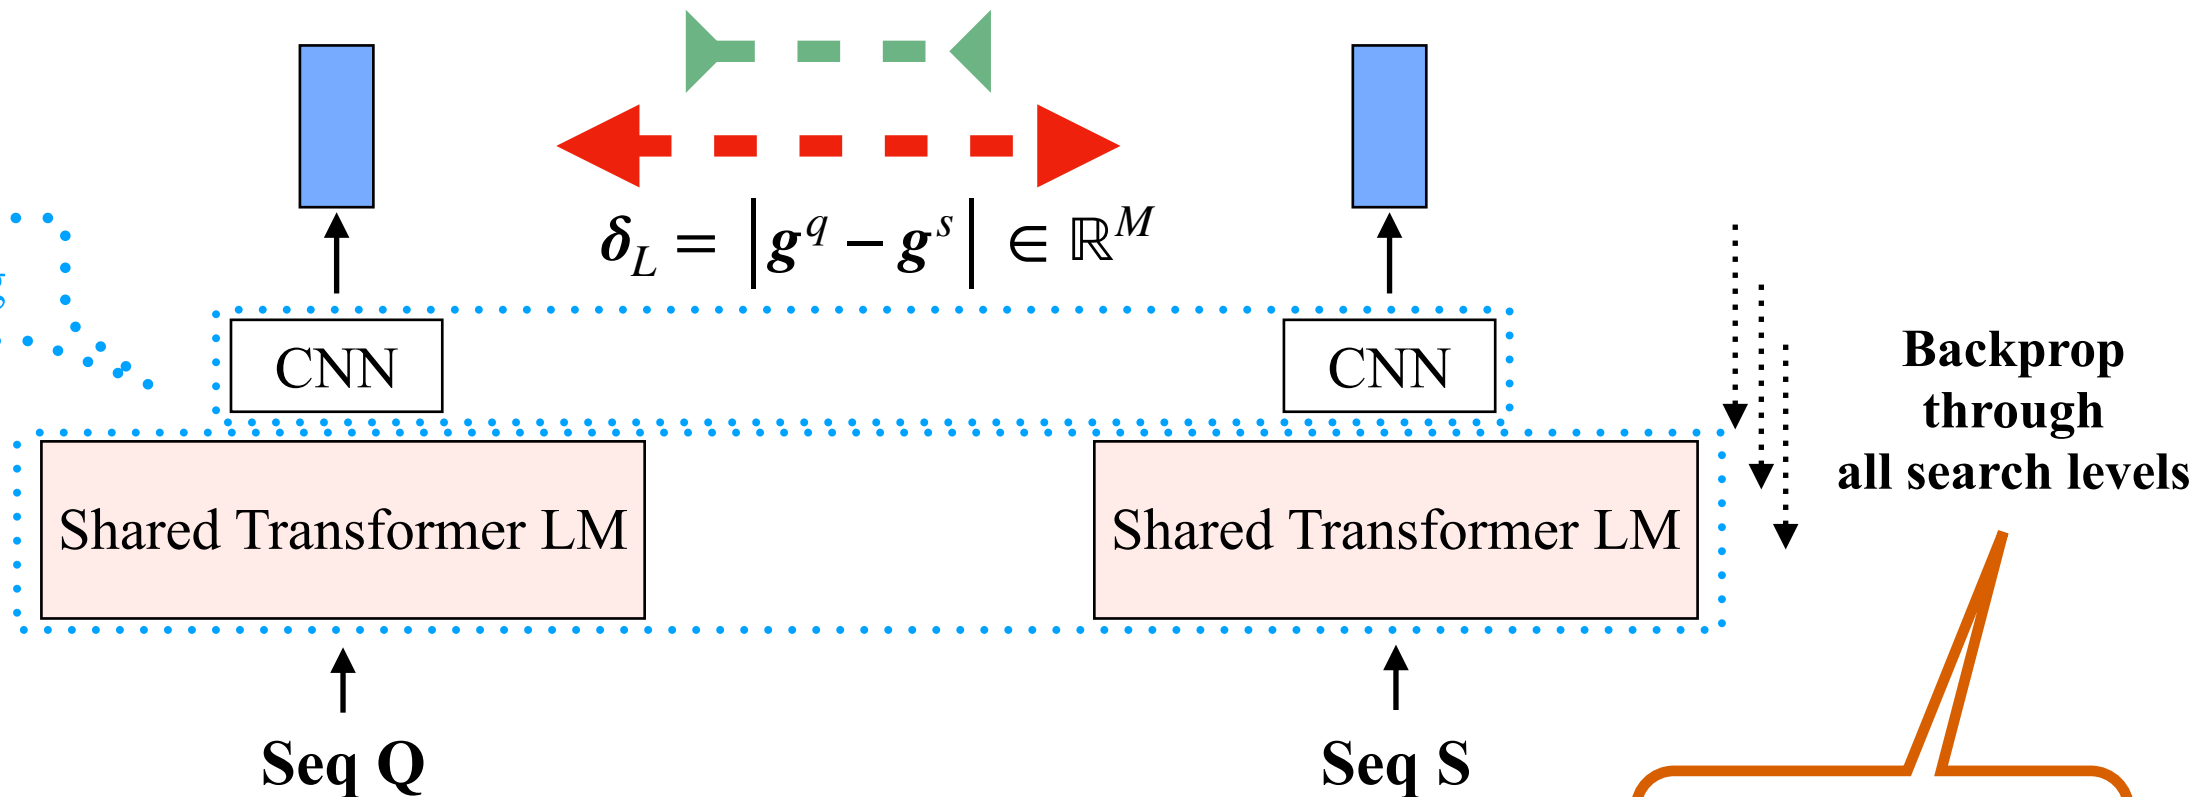 δ_L = |g^q − g^s| ∈ ℝ^M
CNN
CNN
Backprop
through
all search levels
Shared Transformer LM
Shared Transformer LM
Seq Q
Seq S